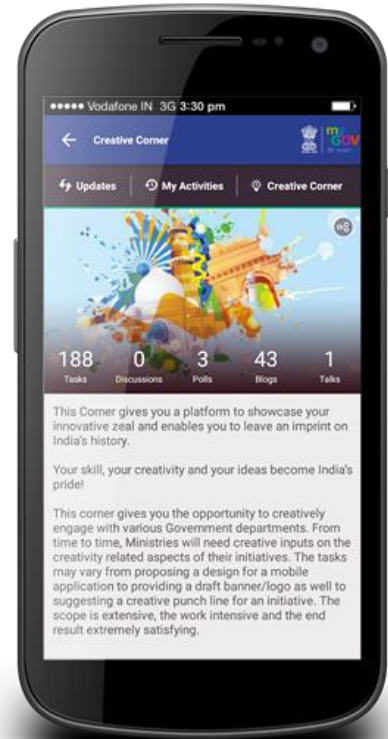 ●●●●● Vodafone IN 3G 3:30 pm
← Creative Corner
my
GOV
Updates | My Activities | Creative Corner
188 0 3 43 1
Tasks Discussions Polls Blogs Talks
This Corner gives you a platform to showcase your
innovative zeal and enables you to leave an imprint on
India's history.
Your skill, your creativity and your ideas become India's
pride!
This corner gives you the opportunity to creatively
engage with various Government departments. From
time to time, Ministries will need creative inputs on the
creativity related aspects of their initiatives. The tasks
may vary from proposing a design for a mobile
application to providing a draft banner/logo as well to
suggesting a creative punch line for an initiative. The
scope is extensive, the work intensive and the end
result extremely satisfying.